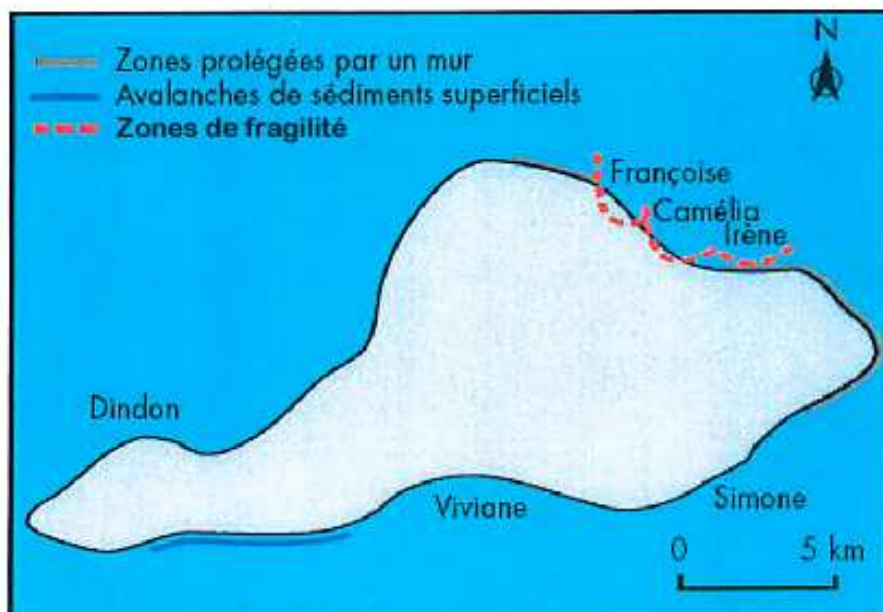 N
Zones protégées par un mur
Avalanches de sédiments superficiels
Zones de fragilité
Françoise
Camélia
Irène
Dindon
Viviane
Simone
0 5 km